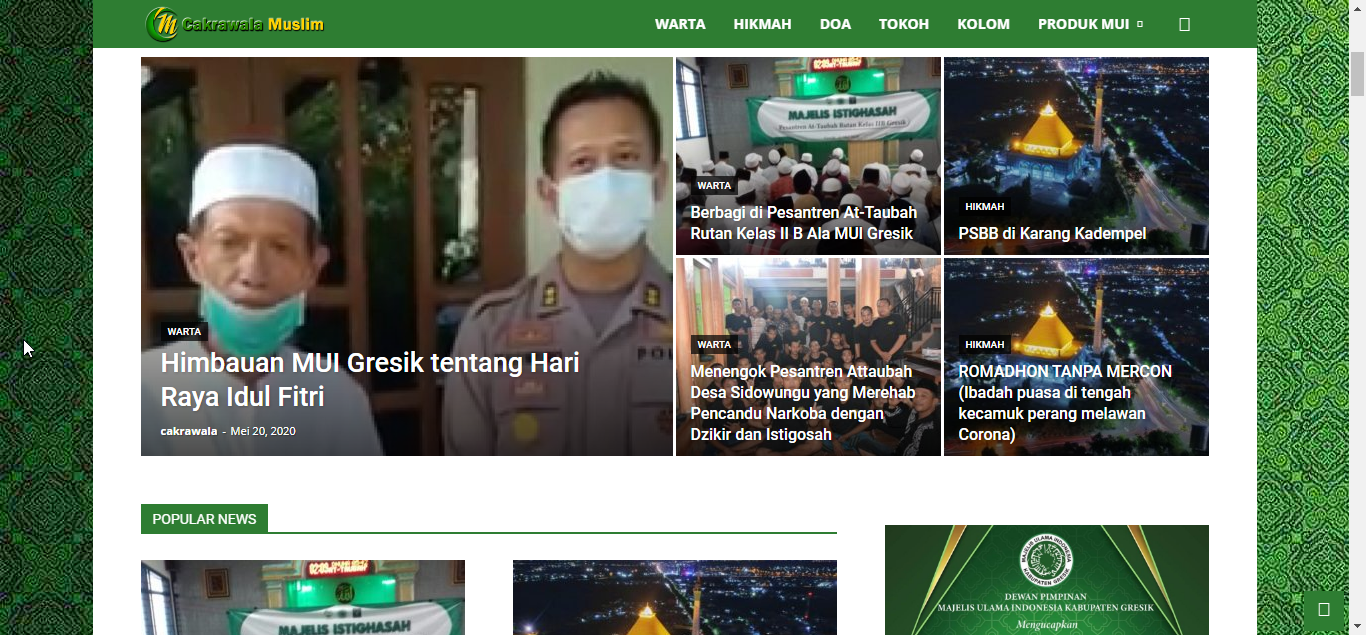 Cakrawala Muslim
WARTA HIKMAH DOA TOKOH KOLOM PRODUK MUI
WARTA
Himbauan MUI Gresik tentang Hari
Raya Idul Fitri
cakrawala - Mei 20, 2020
MAJELIS ISTIGHASAH
Pesantren At-Taubah Rutan Kelas IIB Gresik
WARTA
Berbagi di Pesantren At-Taubah
Rutan Kelas II B Ala MUI Gresik
HIKMAH
PSBB di Karang Kadempel
POL
WARTA
Menengok Pesantren Attaubah
Desa Sidowungu yang Merehab
Pencandu Narkoba dengan
Dzikir dan Istigosah
HIKMAH
ROMADHON TANPA MERCON
(Ibadah puasa di tengah
kecamuk perang melawan
Corona)
POPULAR NEWS
MAJELIS ISTIGHASAH
MAJELIS ULAMA INDONESIA
KABUPATEN GRESIK
DEWAN PIMPINAN
MAJELIS ULAMA INDONESIA KABUPATEN GRESIK
Mengucapkan